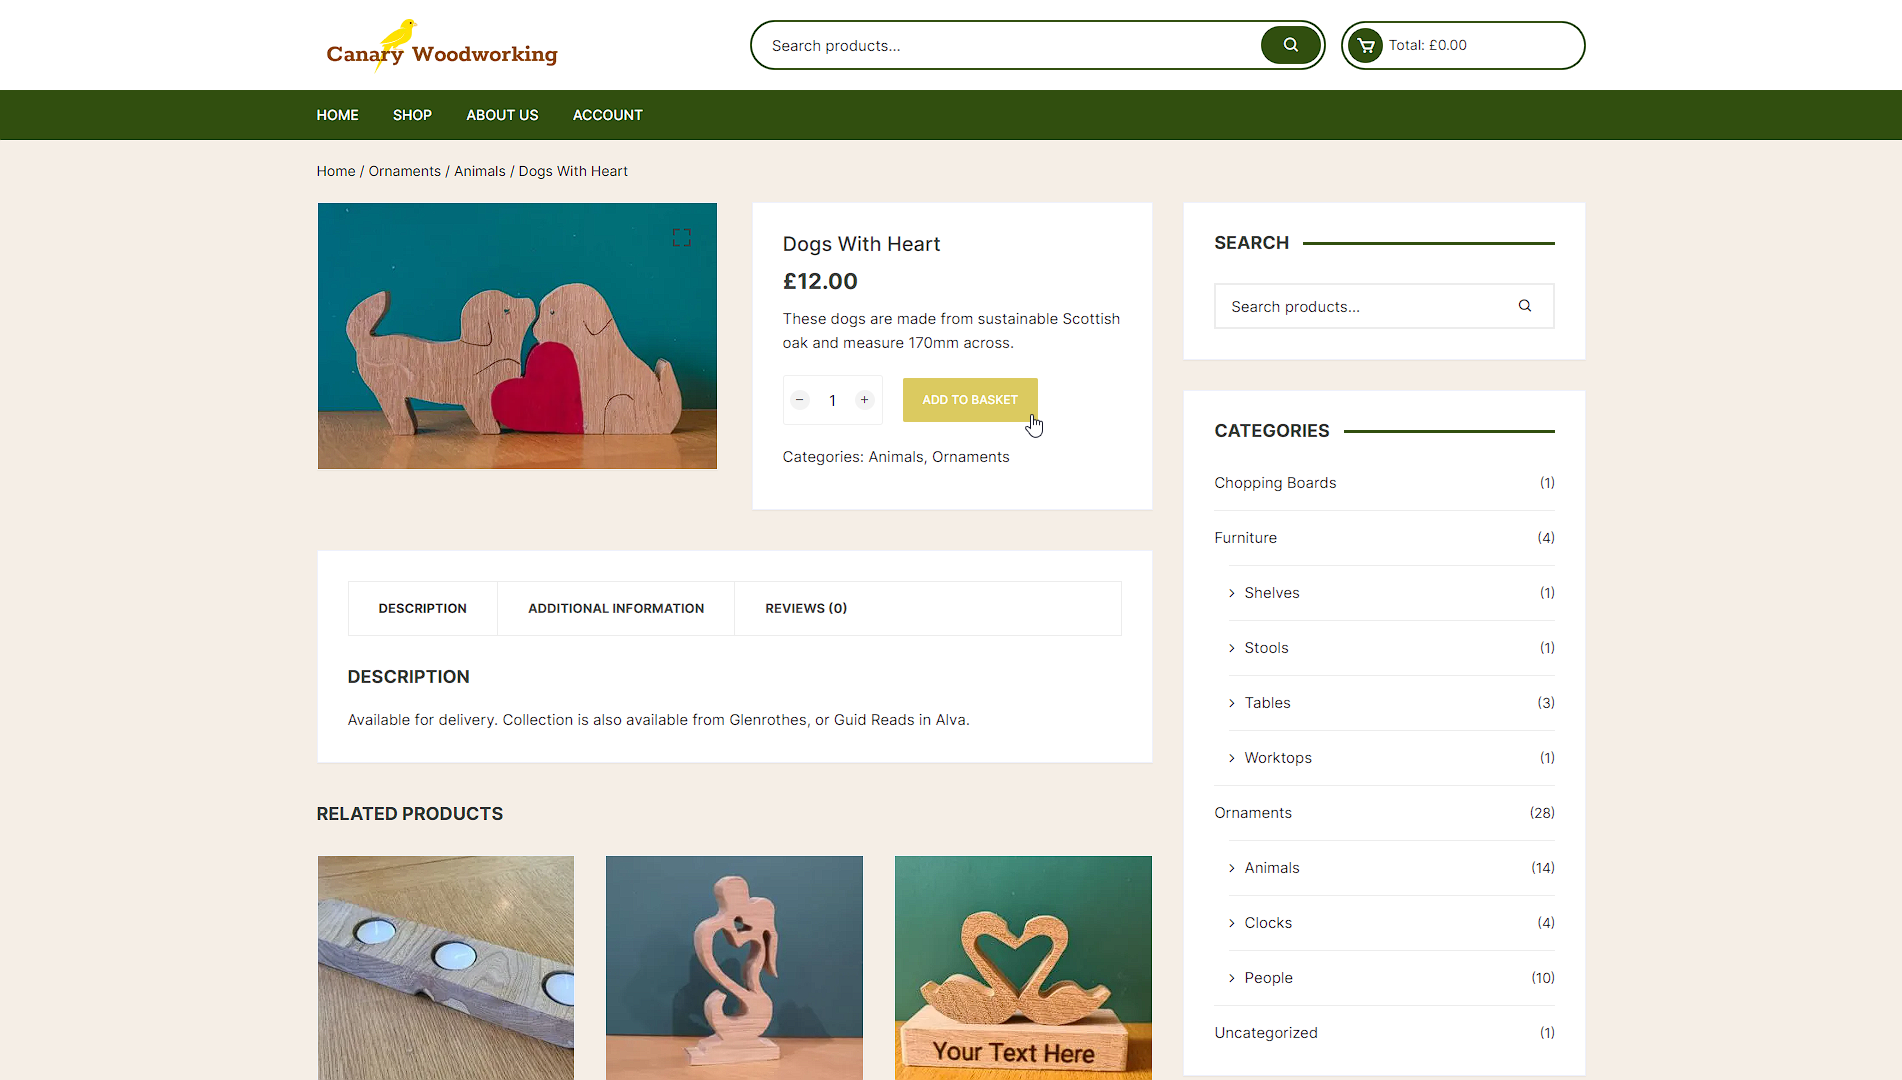 Canary Woodworking
Search products...
Total: £0.00
HOME
SHOP
ABOUT US
ACCOUNT
Home / Ornaments / Animals / Dogs With Heart
Dogs With Heart
£12.00
These dogs are made from sustainable Scottish
oak and measure 170mm across.
− 1 +
ADD TO BASKET
Categories: Animals, Ornaments
DESCRIPTION
ADDITIONAL INFORMATION
REVIEWS (0)
DESCRIPTION
Available for delivery. Collection is also available from Glenrothes, or Guid Reads in Alva.
RELATED PRODUCTS
Your Text Here
SEARCH
Search products...
CATEGORIES
Chopping Boards (1)
Furniture (4)
Shelves (1)
Stools (1)
Tables (3)
Worktops (1)
Ornaments (28)
Animals (14)
Clocks (4)
People (10)
Uncategorized (1)